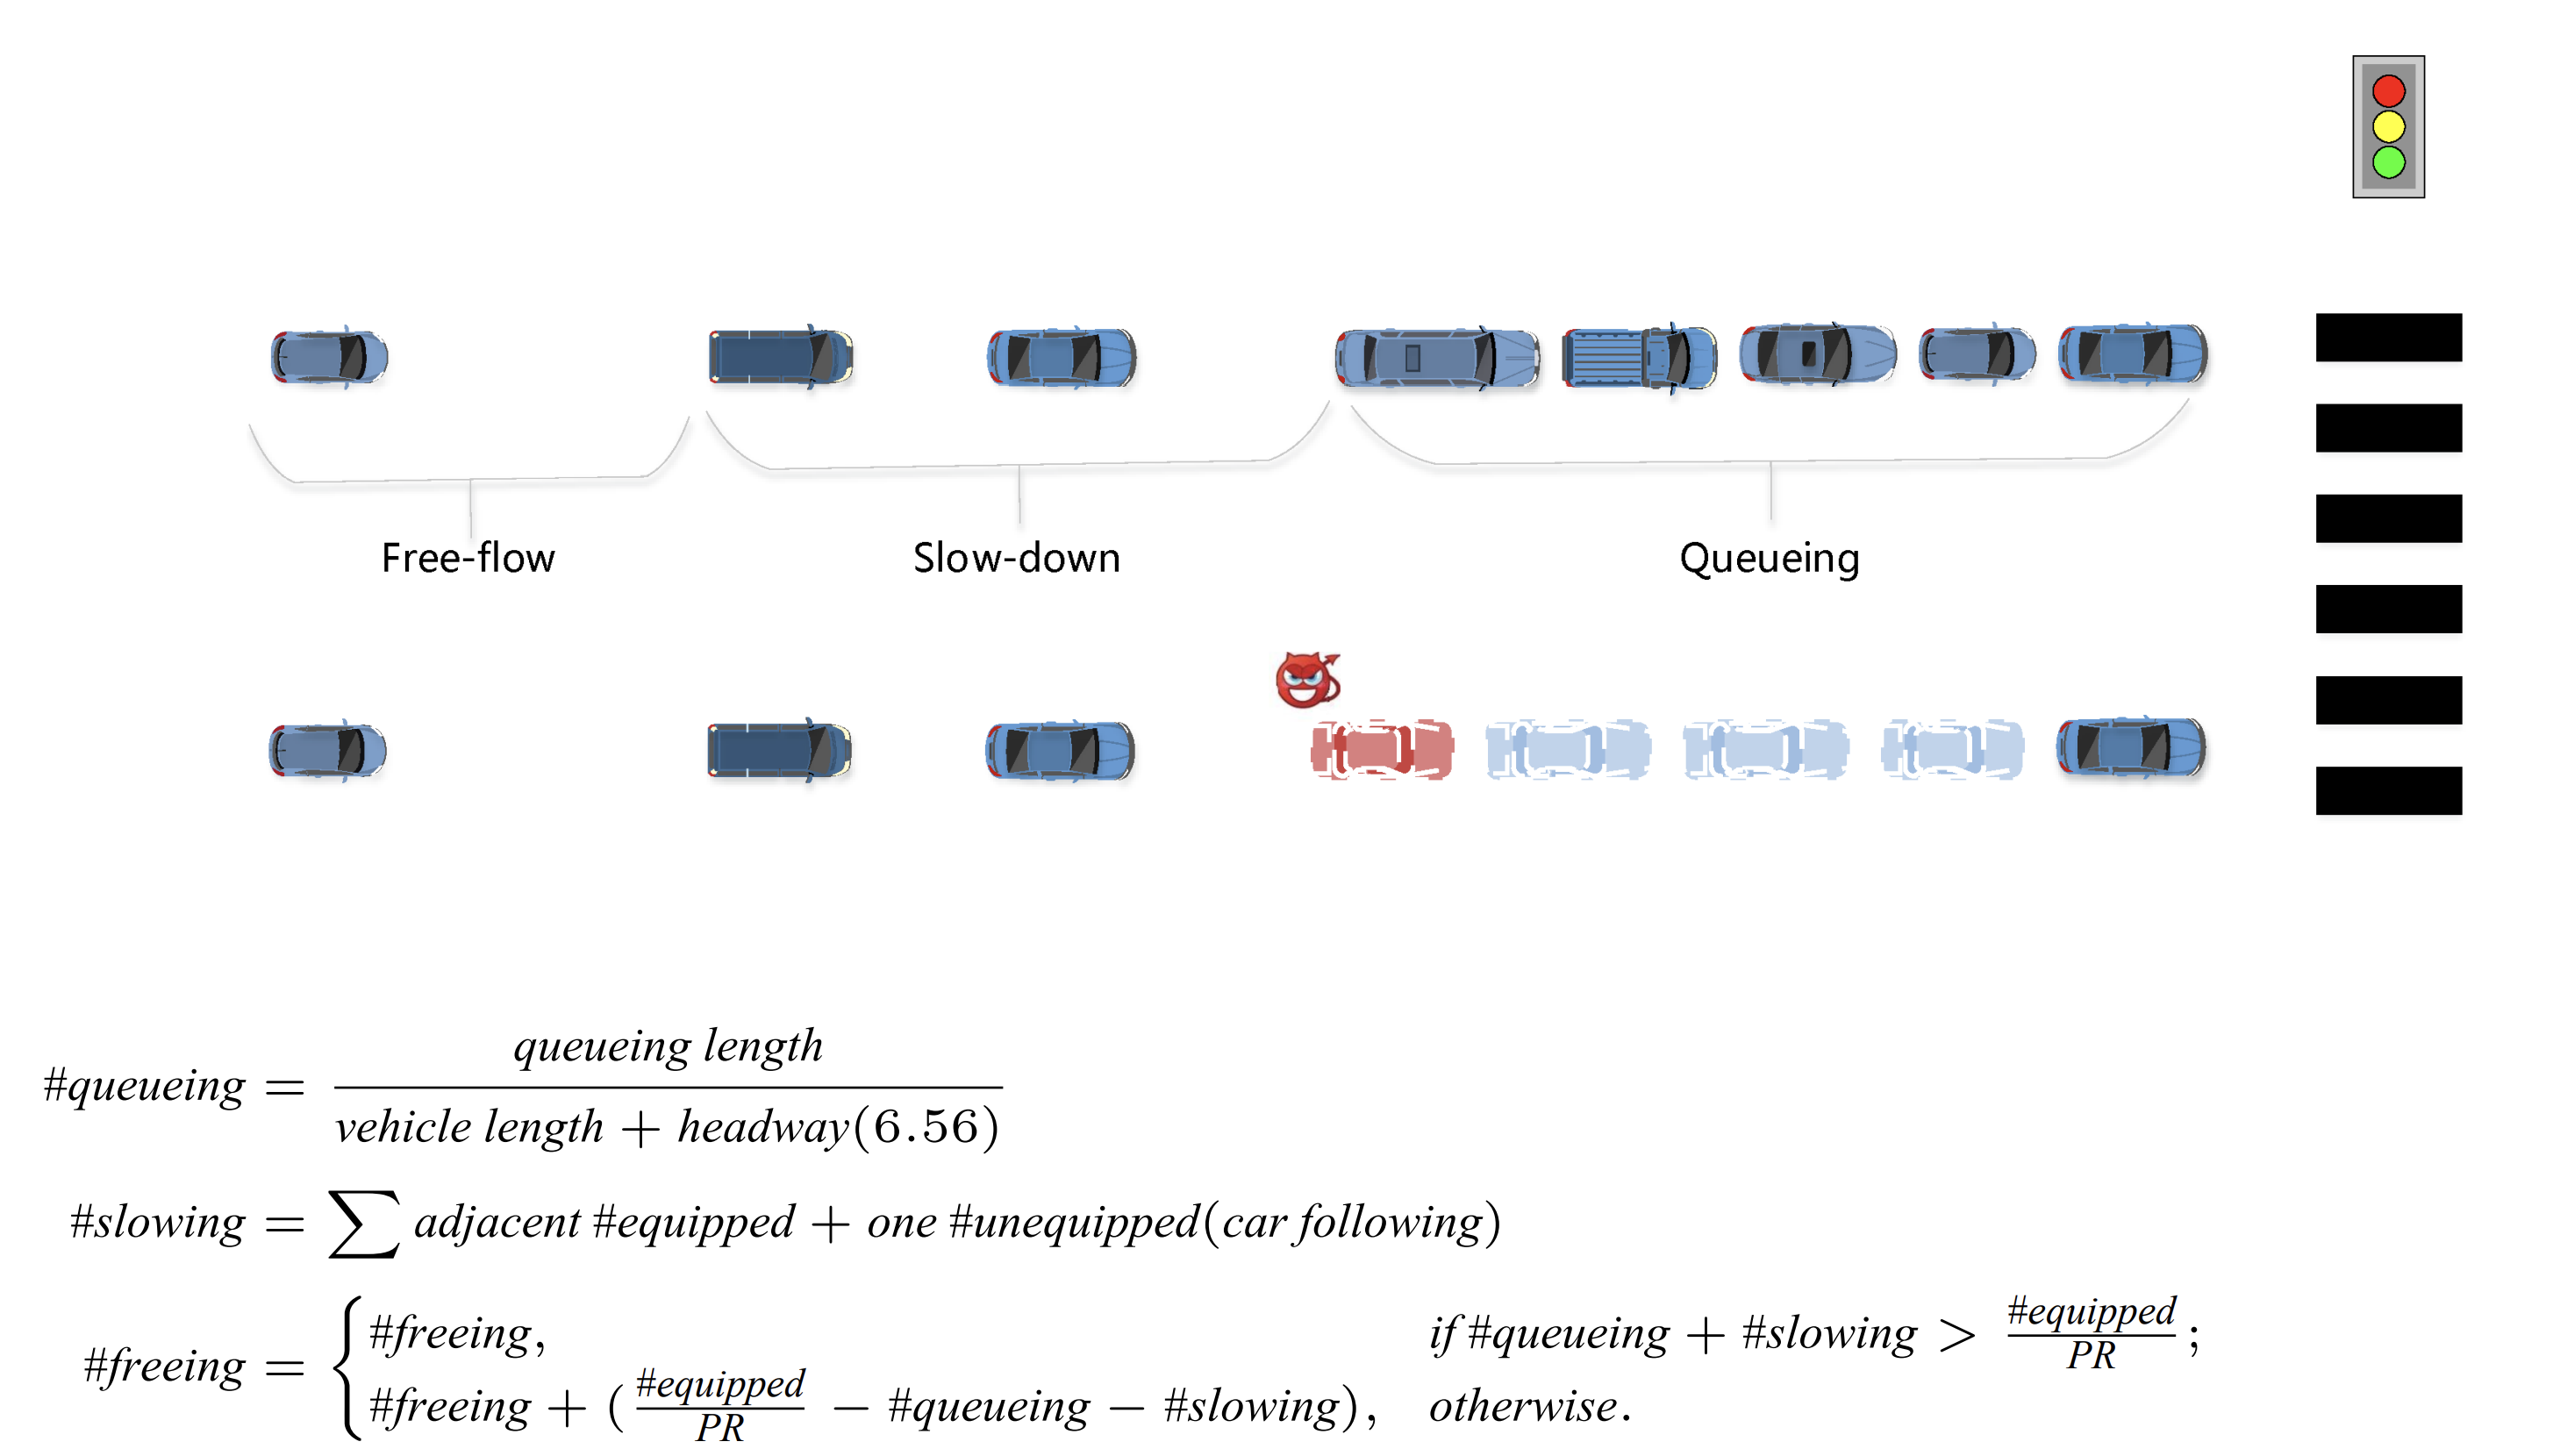 Free-flow Slow-down Queueing
#queueing = queueing length / vehicle length + headway(6.56)
#slowing = ∑ adjacent #equipped + one #unequipped(car following)
#freeing = { #freeing, if #queueing + #slowing > #equipped / PR ;
#freeing + ( #equipped / PR − #queueing − #slowing), otherwise.